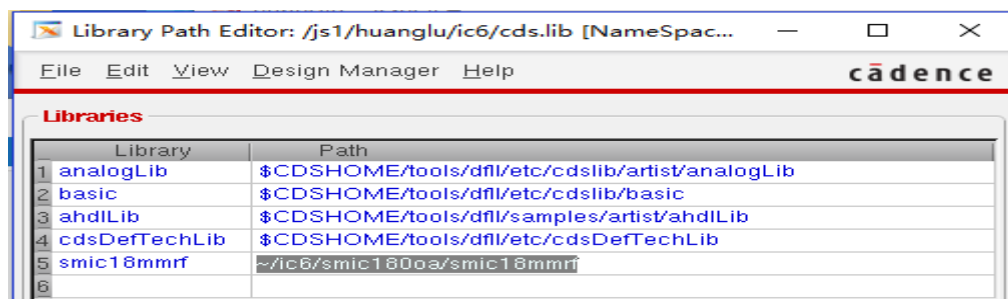 Library Path Editor: /js1/huanglu/ic6/cds.lib [NameSpac...
File Edit View Design Manager Help cādence
Libraries
Library Path
1 analogLib $CDSHOME/tools/dfII/etc/cdslib/artist/analogLib
2 basic $CDSHOME/tools/dfII/etc/cdslib/basic
3 ahdlLib $CDSHOME/tools/dfII/samples/artist/ahdlLib
4 cdsDefTechLib $CDSHOME/tools/dfII/etc/cdsDefTechLib
5 smic18mmrf ~/ic6/smic180oa/smic18mmrf
6